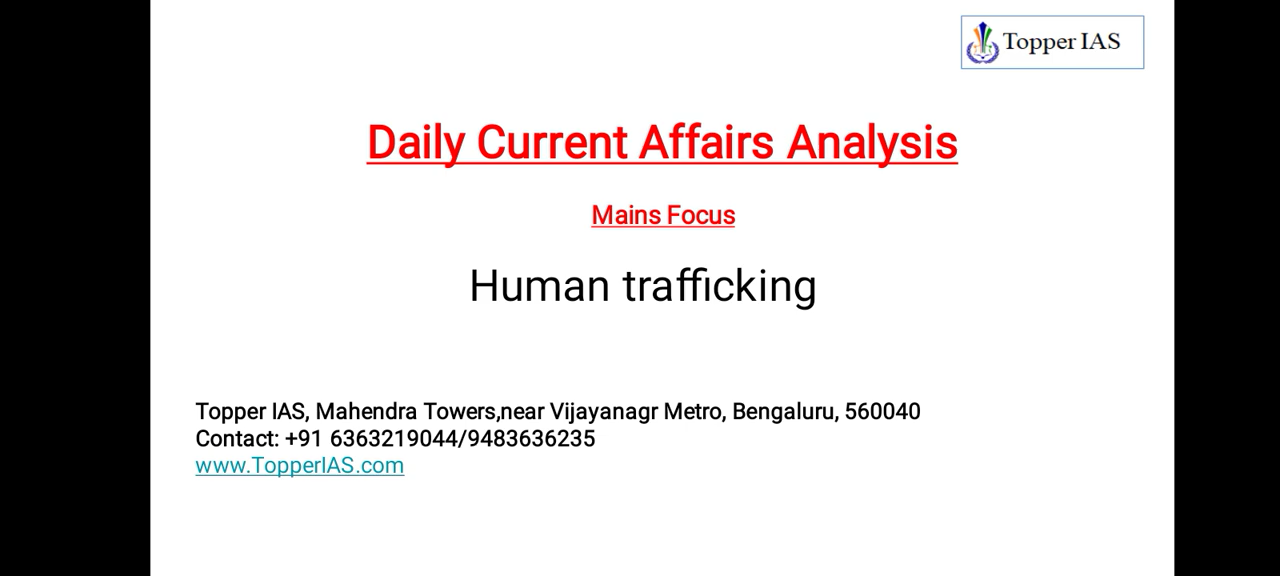 Topper IAS
Daily Current Affairs Analysis
Mains Focus
Human trafficking
Topper IAS, Mahendra Towers,near Vijayanagr Metro, Bengaluru, 560040
Contact: +91 6363219044/9483636235
www.TopperIAS.com